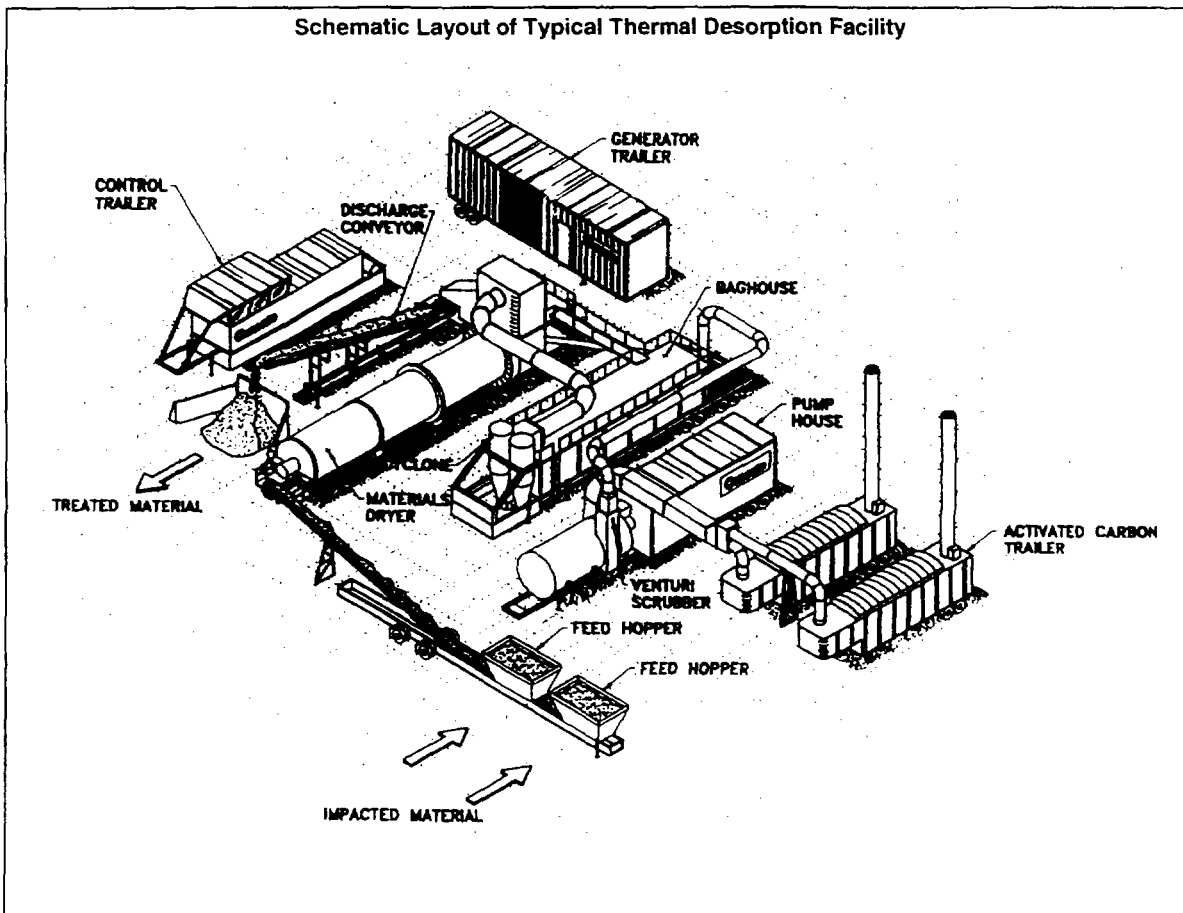 Schematic Layout of Typical Thermal Desorption Facility
GENERATOR
TRAILER
CONTROL
TRAILER
DISCHARGE
CONVEYOR
BAGHOUSE
PUMP
HOUSE
CYCLONE
MATERIALS
DRYER
TREATED MATERIAL
ACTIVATED CARBON
TRAILER
VENTURI
SCRUBBER
FEED HOPPER
FEED HOPPER
IMPACTED MATERIAL